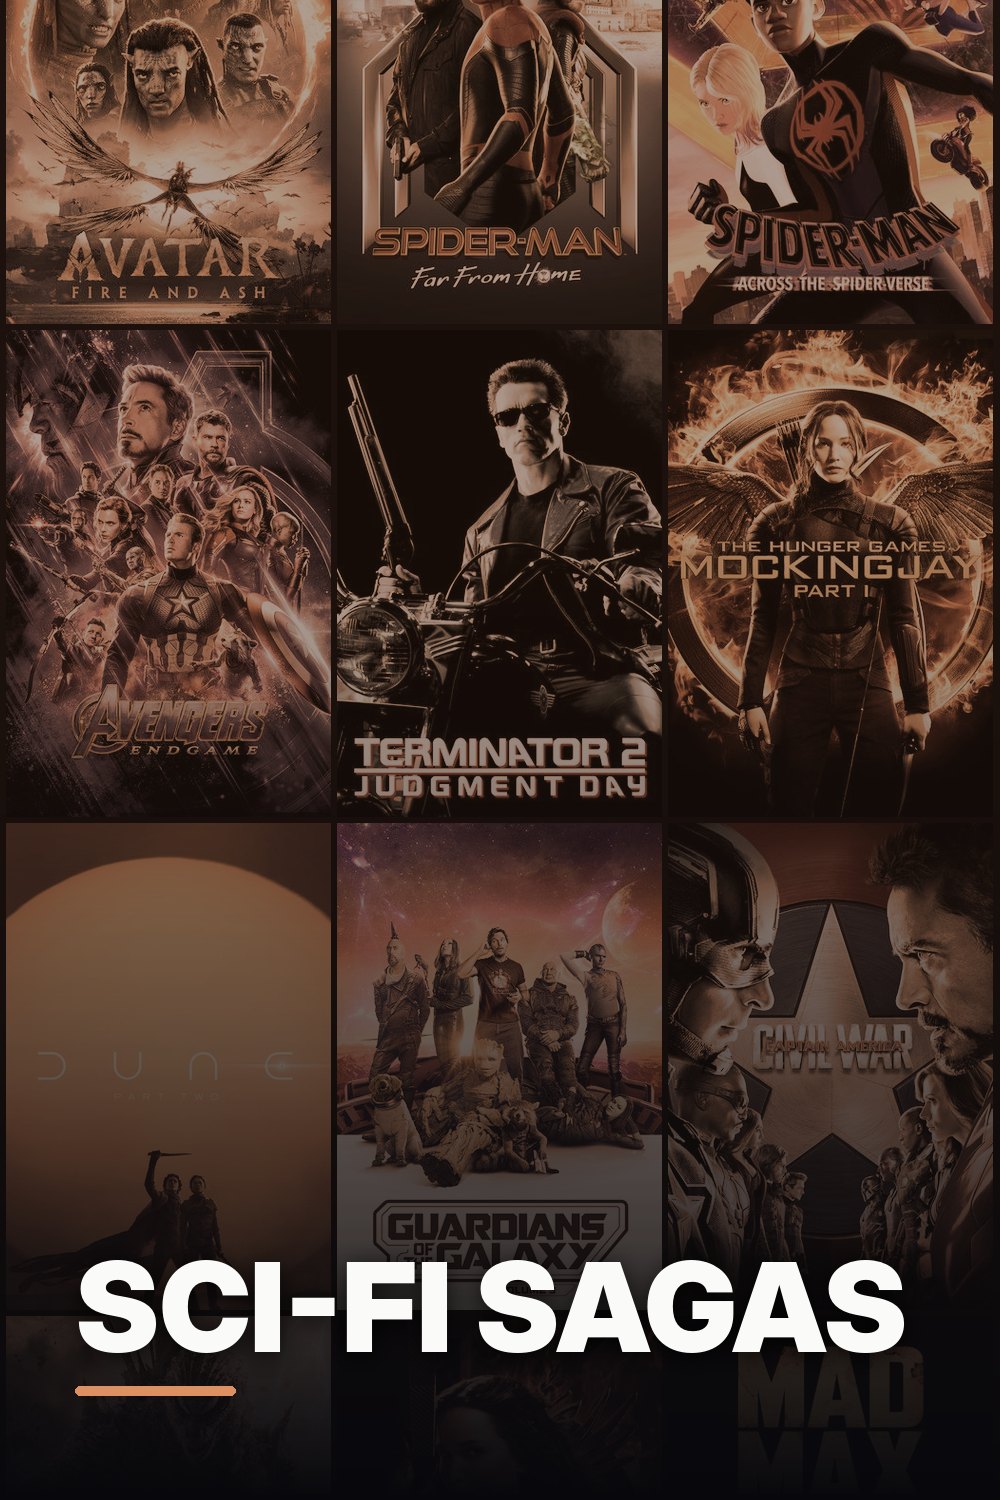 AVATAR
FIRE AND ASH
SPIDER-MAN
Far From Home
SPIDER-MAN
ACROSS THE SPIDER-VERSE
AVENGERS
ENDGAME
TERMINATOR 2
JUDGMENT DAY
THE HUNGER GAMES
MOCKINGJAY
PART 1
DUNE
PART TWO
GUARDIANS
OF THE GALAXY
CAPTAIN AMERICA
CIVIL WAR
SCI-FI SAGAS
MAD
MAX